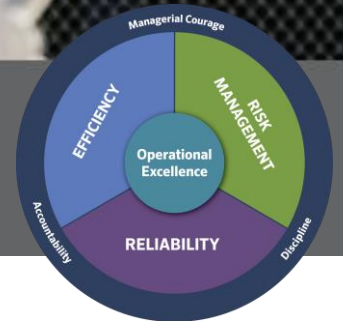 Managerial Courage
EFFICIENCY
RISK
MANAGEMENT
Operational
Excellence
RELIABILITY
Accountability
Discipline